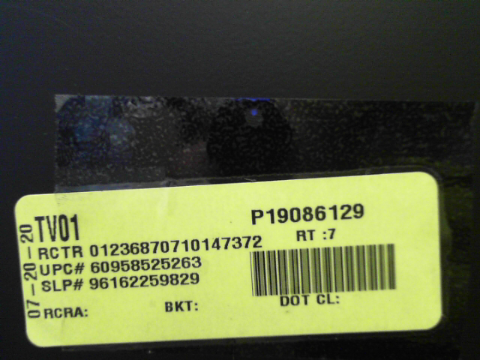 07-20-20
TV01
P19086129
RCTR 01236870710147372
RT :7
UPC# 60958525263
SLP# 96162259829
RCRA:
BKT:
DOT CL: